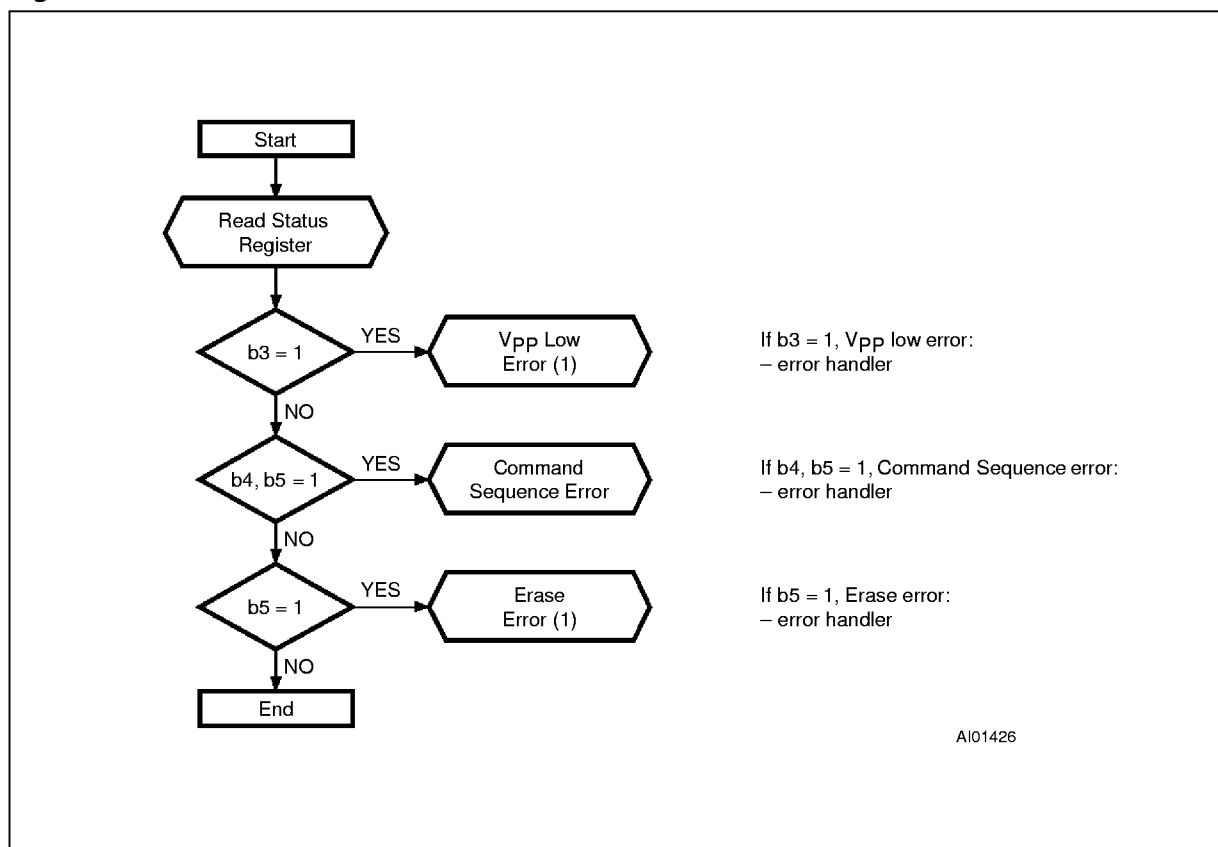 Start
Read Status
Register
b3 = 1
YES
VPP Low
Error (1)
If b3 = 1, VPP low error:
– error handler
NO
b4, b5 = 1
YES
Command
Sequence Error
If b4, b5 = 1, Command Sequence error:
– error handler
NO
b5 = 1
YES
Erase
Error (1)
If b5 = 1, Erase error:
– error handler
NO
End
AI01426